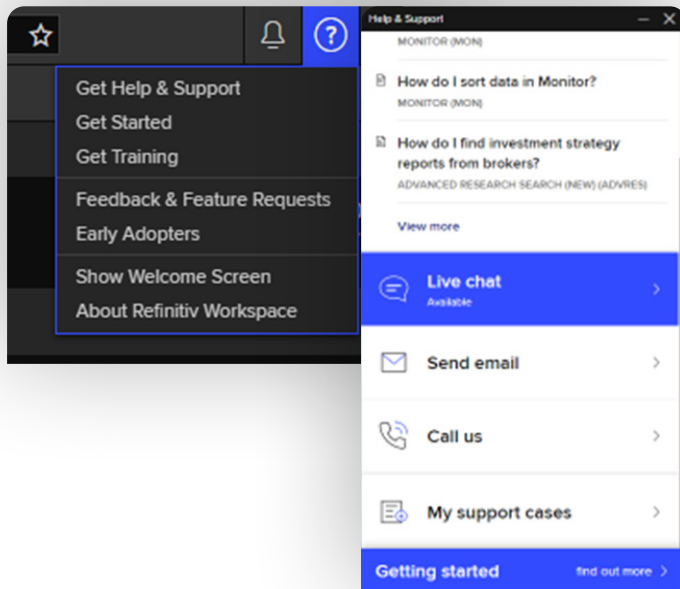 ?
Get Help & Support
Get Started
Get Training
Feedback & Feature Requests
Early Adopters
Show Welcome Screen
About Refinitiv Workspace
Help & Support
MONITOR (MON)
How do I sort data in Monitor?
MONITOR (MON)
How do I find investment strategy
reports from brokers?
ADVANCED RESEARCH SEARCH (NEW) (ADVRES)
View more
Live chat
Available
Send email
Call us
My support cases
Getting started find out more